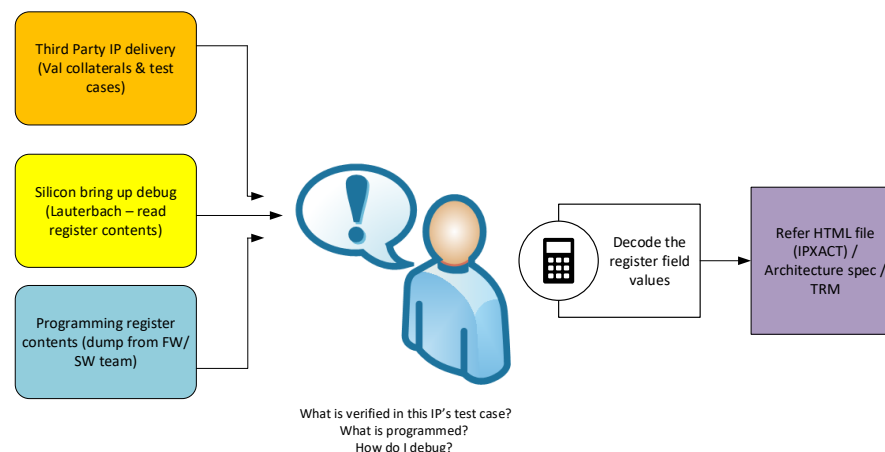 Third Party IP delivery
(Val collaterals & test
cases)
Silicon bring up debug
(Lauterbach – read
register contents)
Programming register
contents (dump from FW/
SW team)
What is verified in this IP's test case?
What is programmed?
How do I debug?
Decode the
register field
values
Refer HTML file
(IPXACT) /
Architecture spec /
TRM